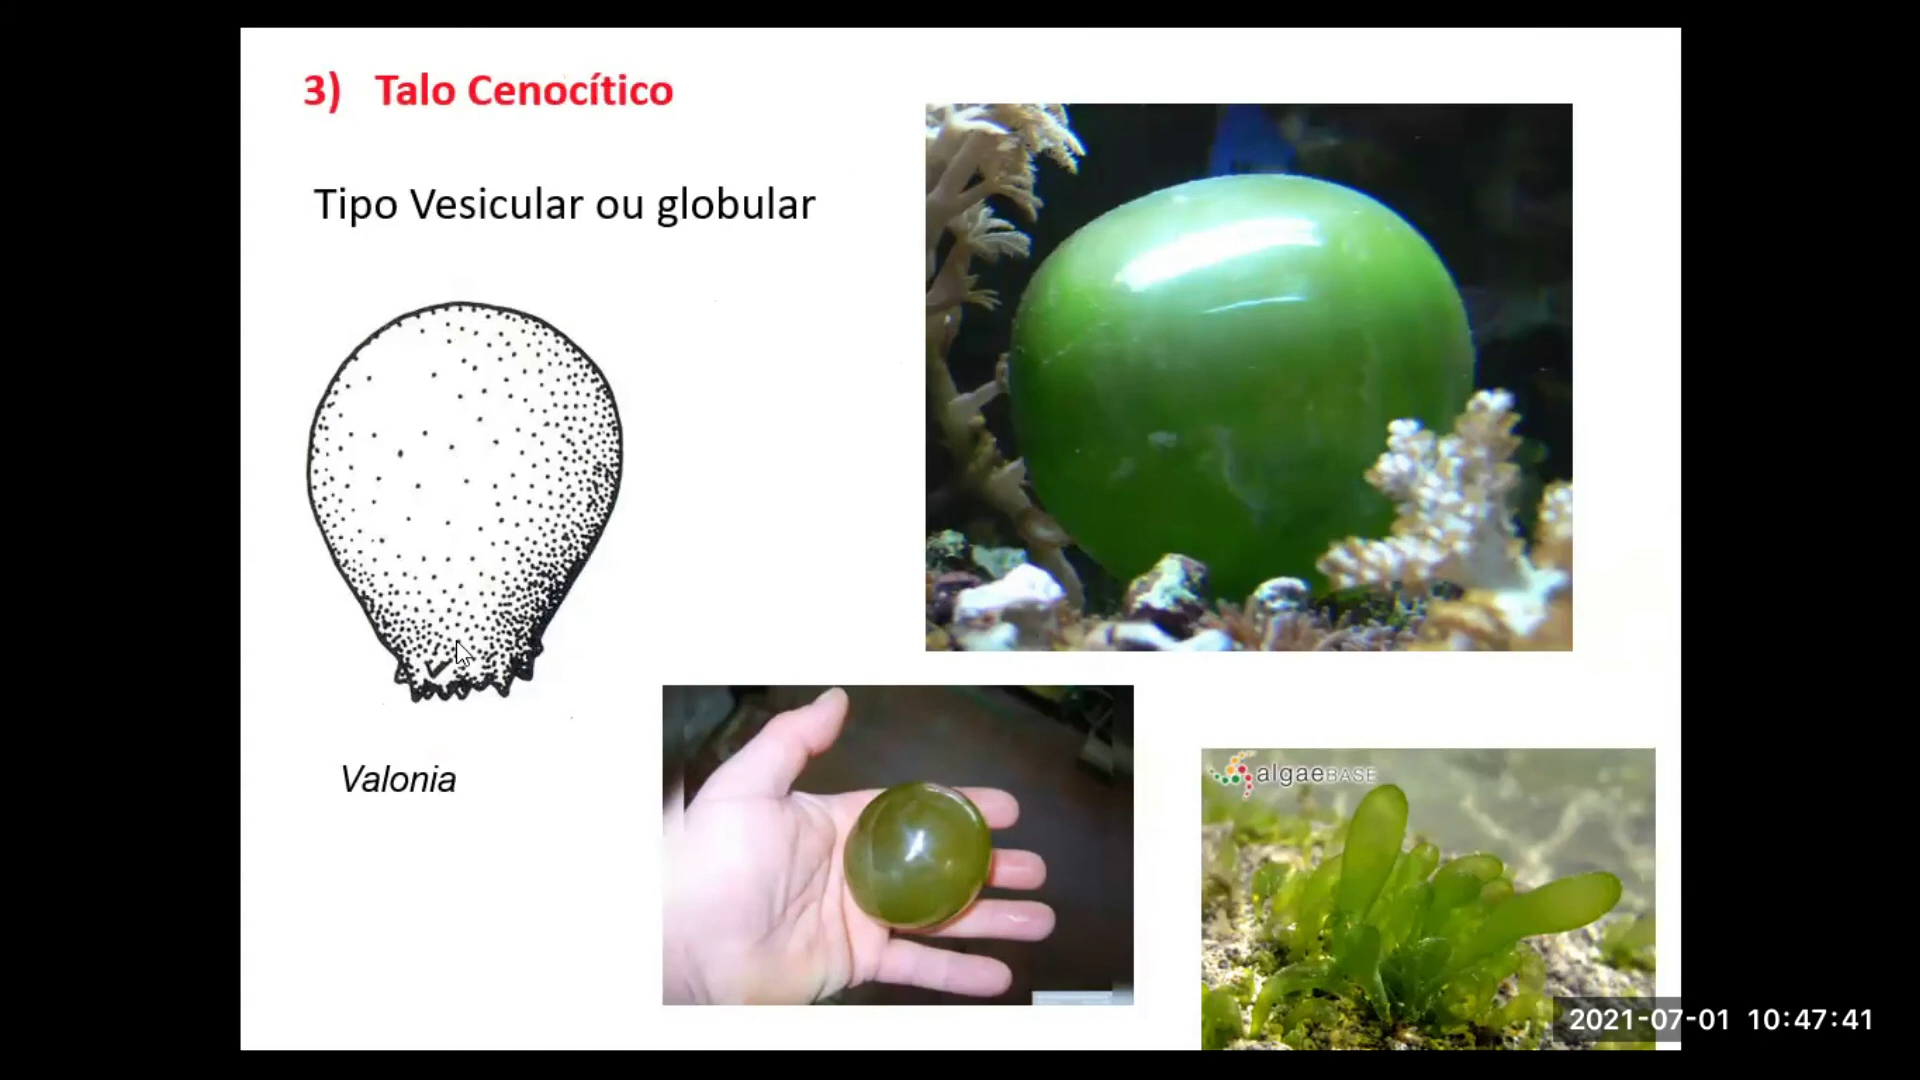 3) Talo Cenocítico
Tipo Vesicular ou globular
Valonia
algaeBASE
2021-07-01 10:47:41